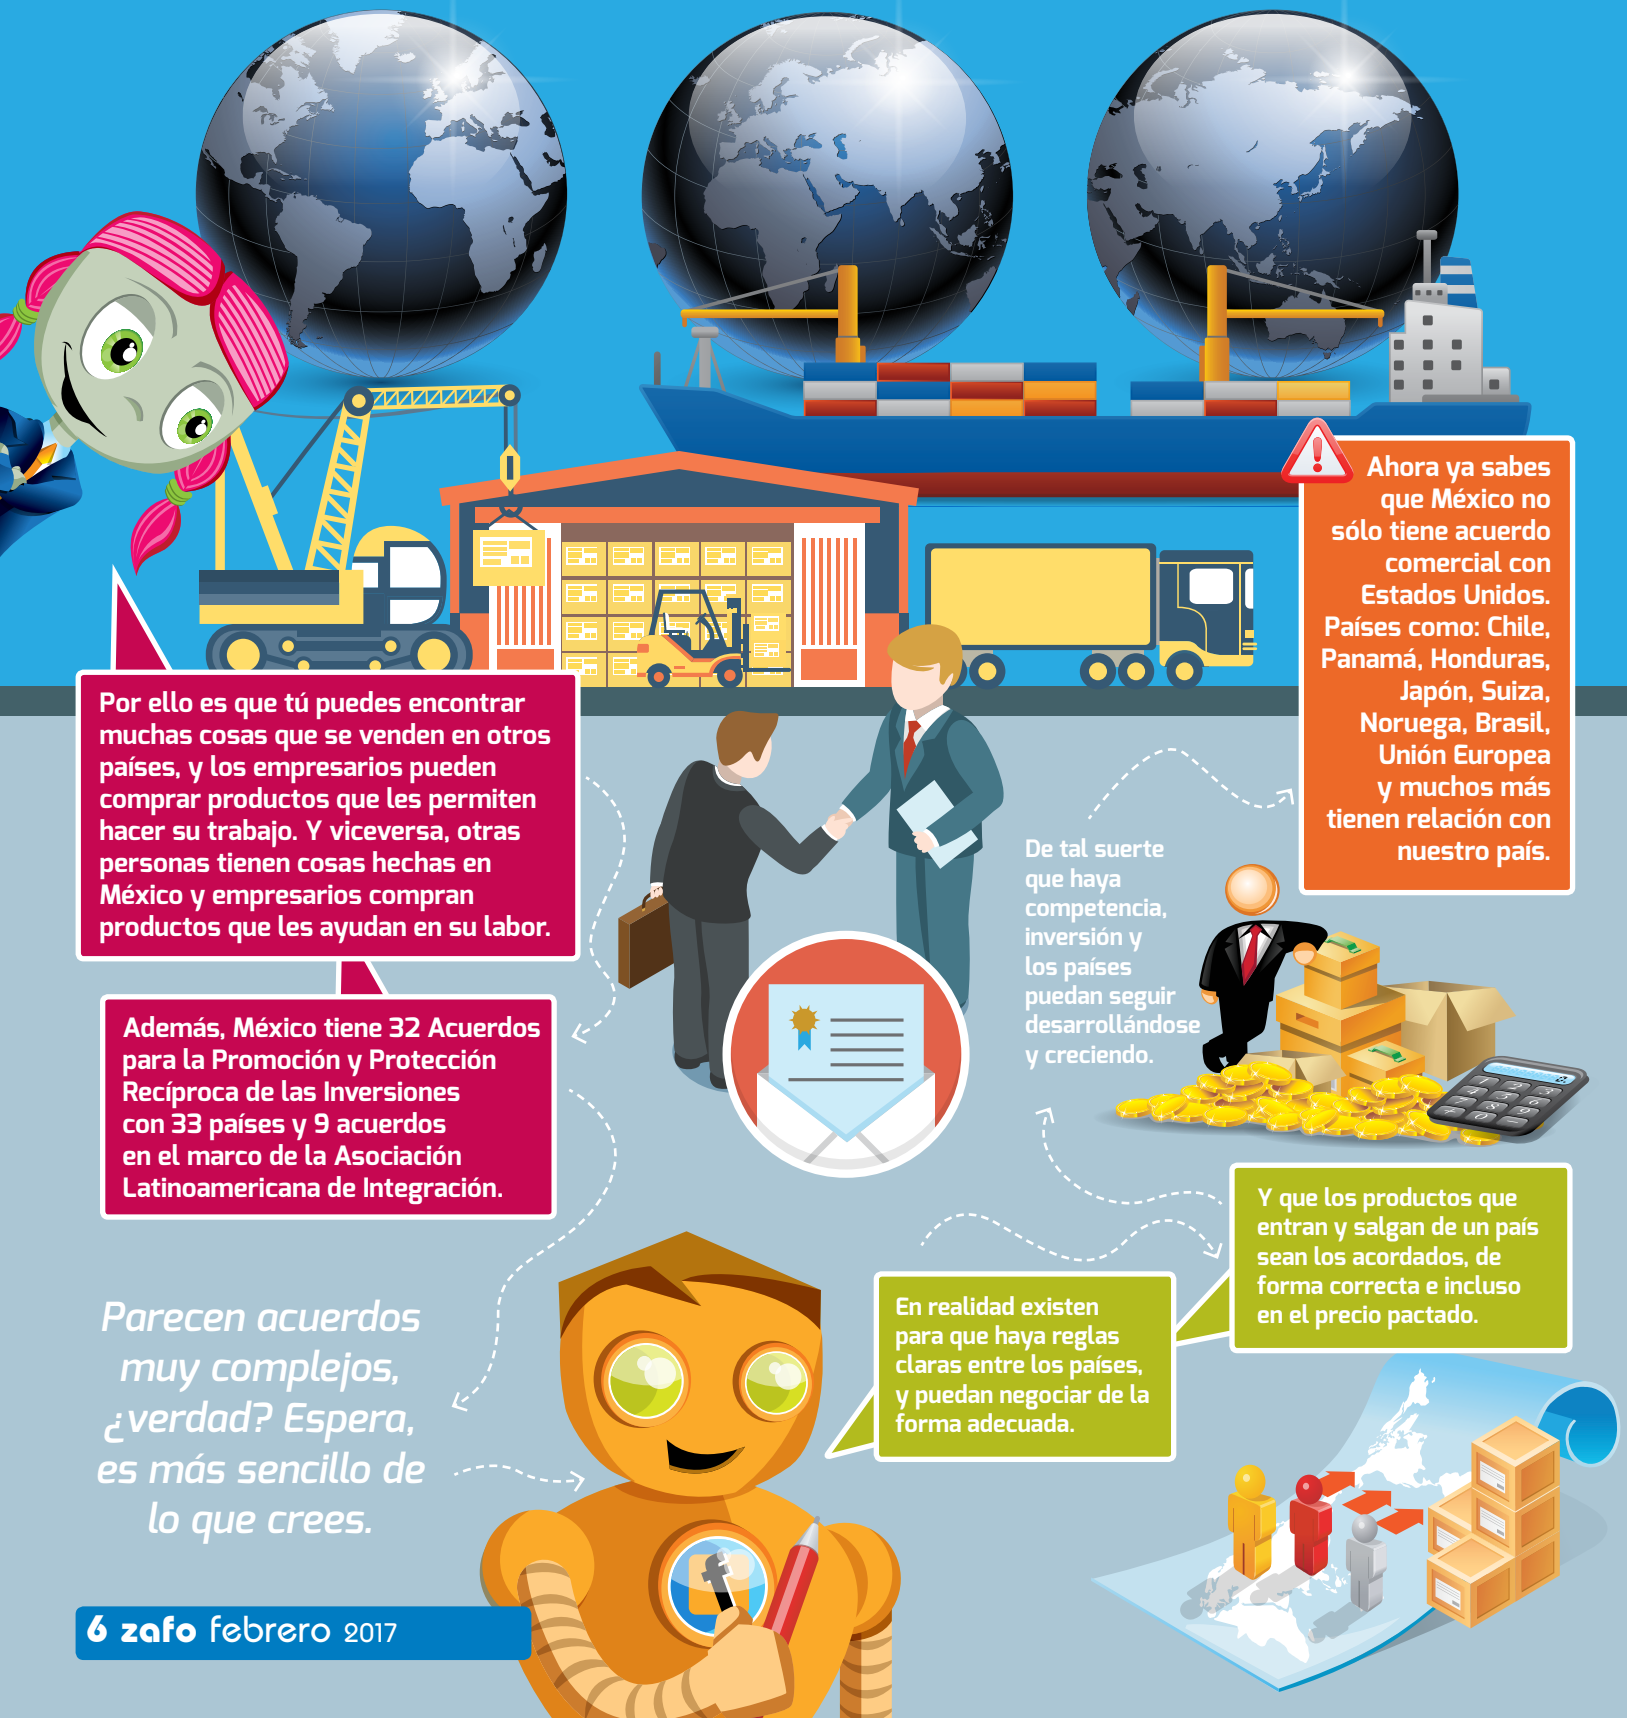 Por ello es que tú puedes encontrar
muchas cosas que se venden en otros
países, y los empresarios pueden
comprar productos que les permiten
hacer su trabajo. Y viceversa, otras
personas tienen cosas hechas en
México y empresarios compran
productos que les ayudan en su labor.
Además, México tiene 32 Acuerdos
para la Promoción y Protección
Recíproca de las Inversiones
con 33 países y 9 acuerdos
en el marco de la Asociación
Latinoamericana de Integración.
Parecen acuerdos
muy complejos,
¿verdad? Espera,
es más sencillo de
lo que crees.
En realidad existen
para que haya reglas
claras entre los países,
y puedan negociar de la
forma adecuada.
Y que los productos que
entran y salgan de un país
sean los acordados, de
forma correcta e incluso
en el precio pactado.
De tal suerte
que haya
competencia,
inversión y
los países
puedan seguir
desarrollándose
y creciendo.
Ahora ya sabes
que México no
sólo tiene acuerdo
comercial con
Estados Unidos.
Países como: Chile,
Panamá, Honduras,
Japón, Suiza,
Noruega, Brasil,
Unión Europea
y muchos más
tienen relación con
nuestro país.
6 zafo febrero 2017